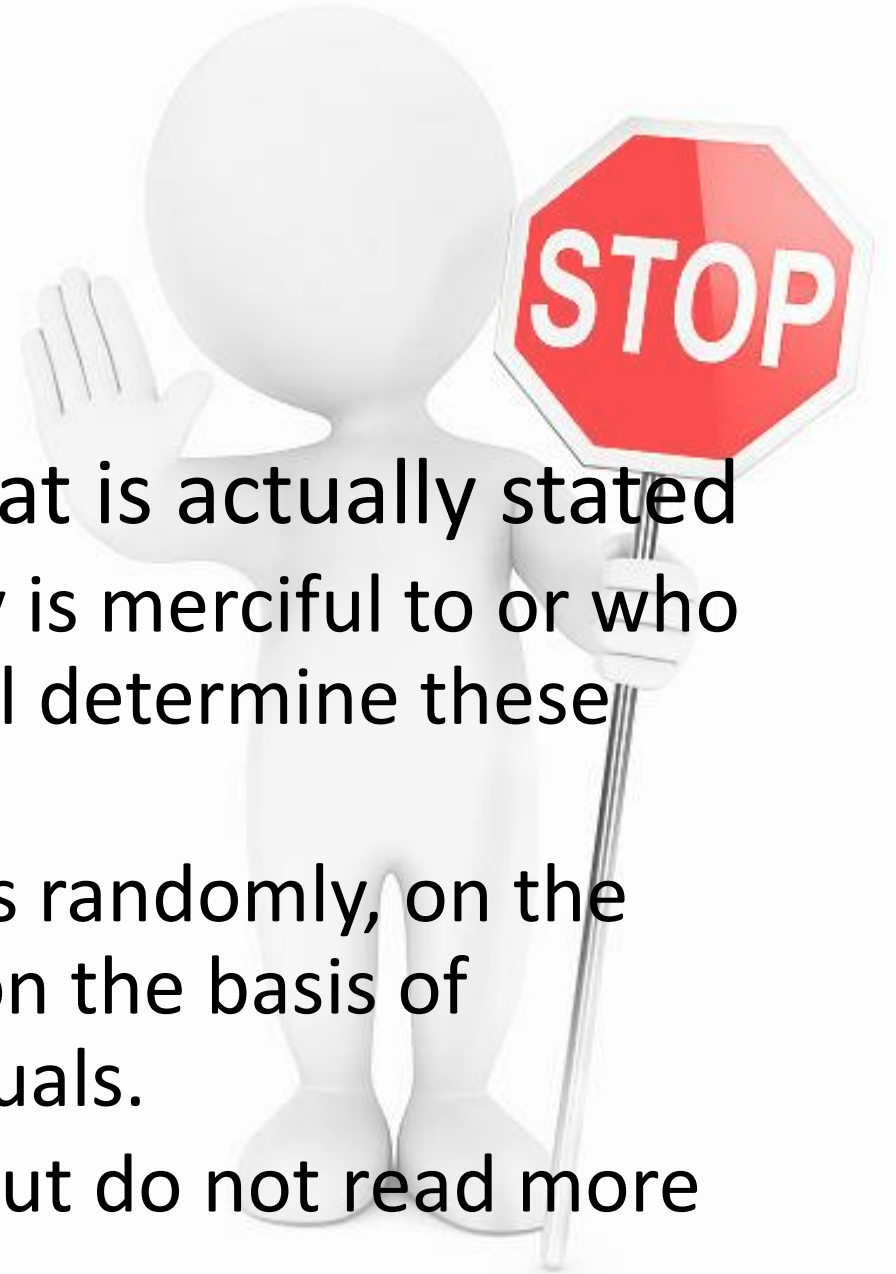 STOP
at is actually stated
is merciful to or who
l determine these
s randomly, on the
on the basis of
uals.
ut do not read more